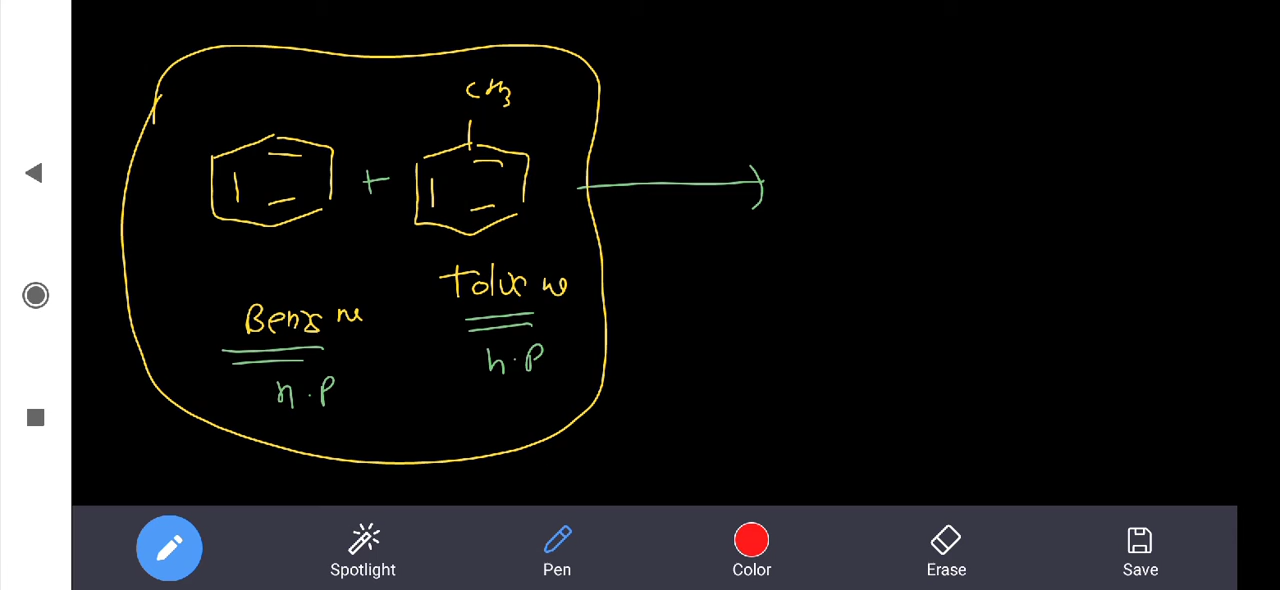 CH3
+
Toluene
Benzene
n.p
n.p
Spotlight
Pen
Color
Erase
Save